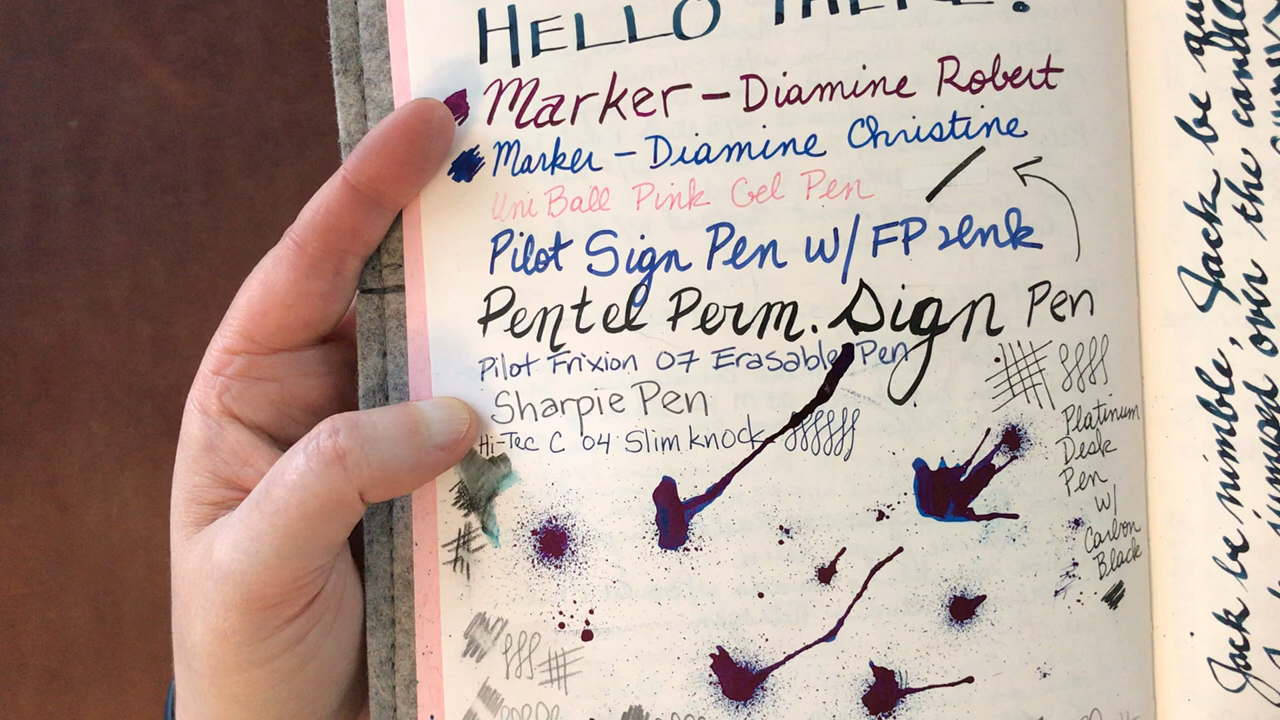 HELLO THERE!
Marker - Diamine Robert
Marker - Diamine Christine
Uni Ball Pink Gel Pen
Pilot Sign Pen w/ FP Ink
Pentel Perm. Sign Pen
Pilot Frixion 07 Erasable Pen
Sharpie Pen
Hi-Tec C 04 Slim knock
Platinum
Desk
Pen
w/
Carbon
Black
Jack be nimble, Jack be
over the candle